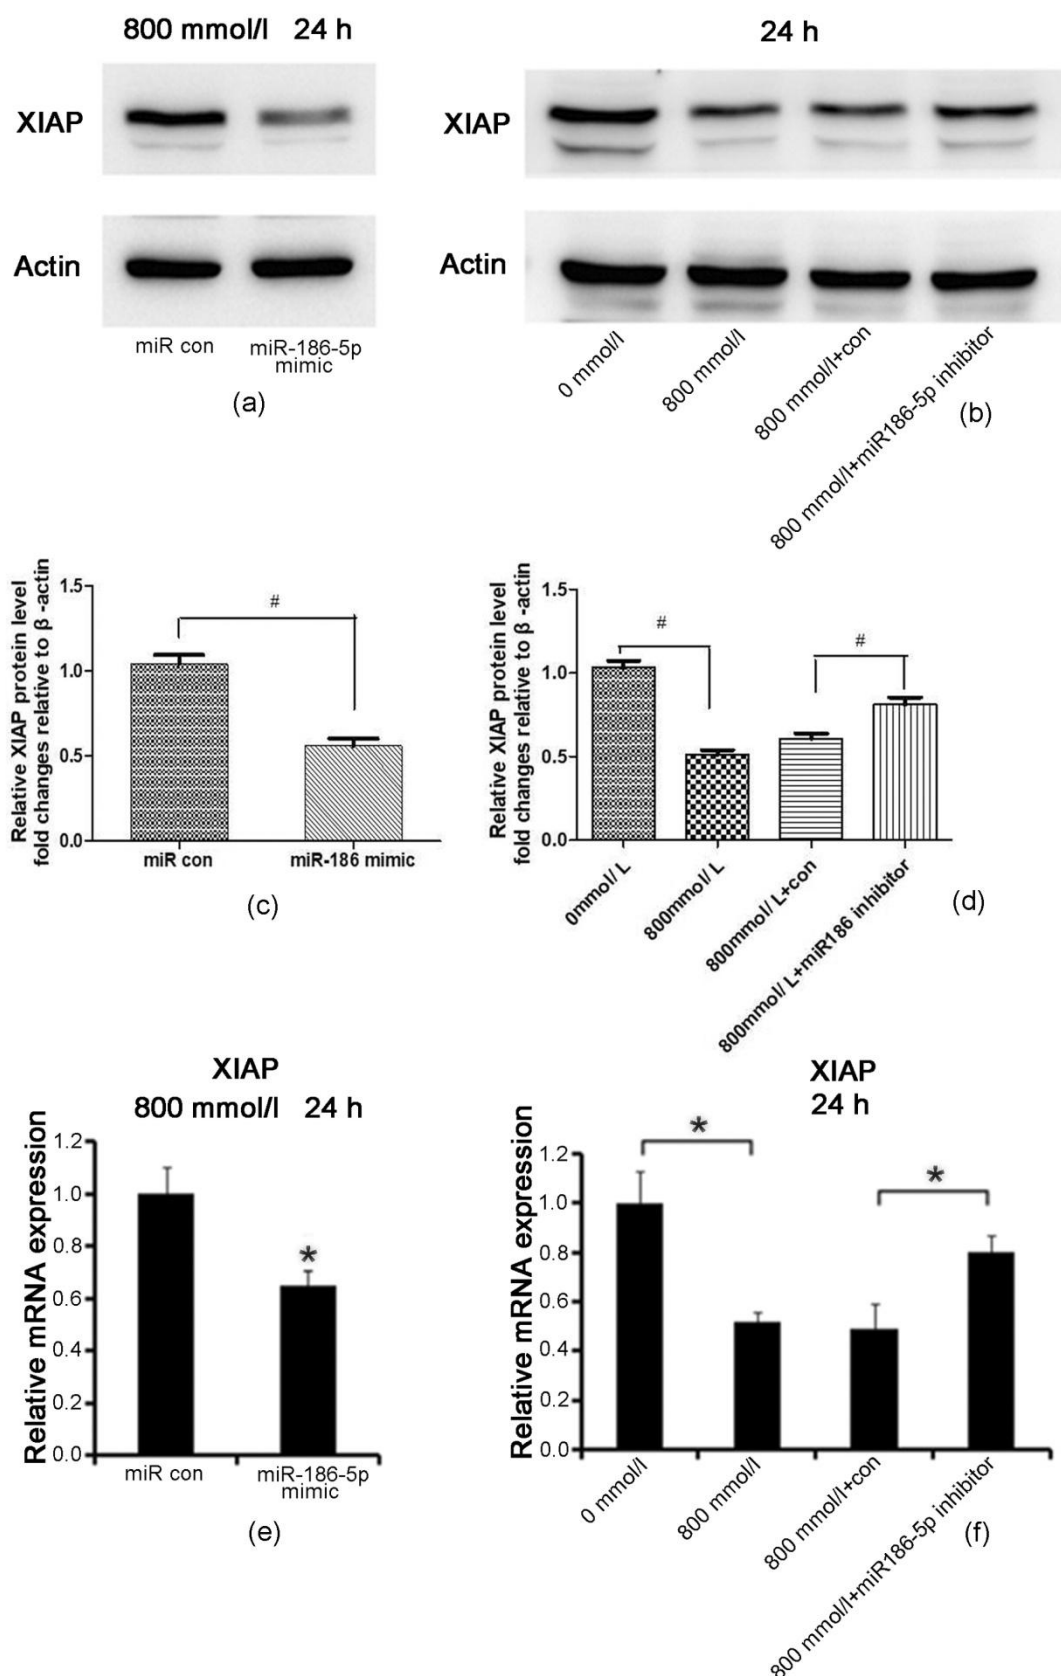 800 mmol/l 24 h
XIAP
Actin
miR con
miR-186-5p
mimic
(a)
24 h
XIAP
Actin
0 mmol/l
800 mmol/l
800 mmol/l+con
800 mmol/l+miR186-5p inhibitor
(b)
Relative XIAP protein level
fold changes relative to β -actin
1.5
1.0
0.5
0.0
#
miR con
miR-186 mimic
(c)
Relative XIAP protein level
fold changes relative to β -actin
1.5
1.0
0.5
0.0
#
#
0mmol/ L
800mmol/ L
800mmol/ L+con
800mmol/ L+miR186 inhibitor
(d)
XIAP
800 mmol/l 24 h
Relative mRNA expression
1.2
1.0
0.8
0.6
0.4
0.2
0.0
*
miR con
miR-186-5p
mimic
(e)
XIAP
24 h
Relative mRNA expression
1.2
1.0
0.8
0.6
0.4
0.2
0.0
*
*
0 mmol/l
800 mmol/l
800 mmol/l+con
800 mmol/l+miR186-5p inhibitor
(f)